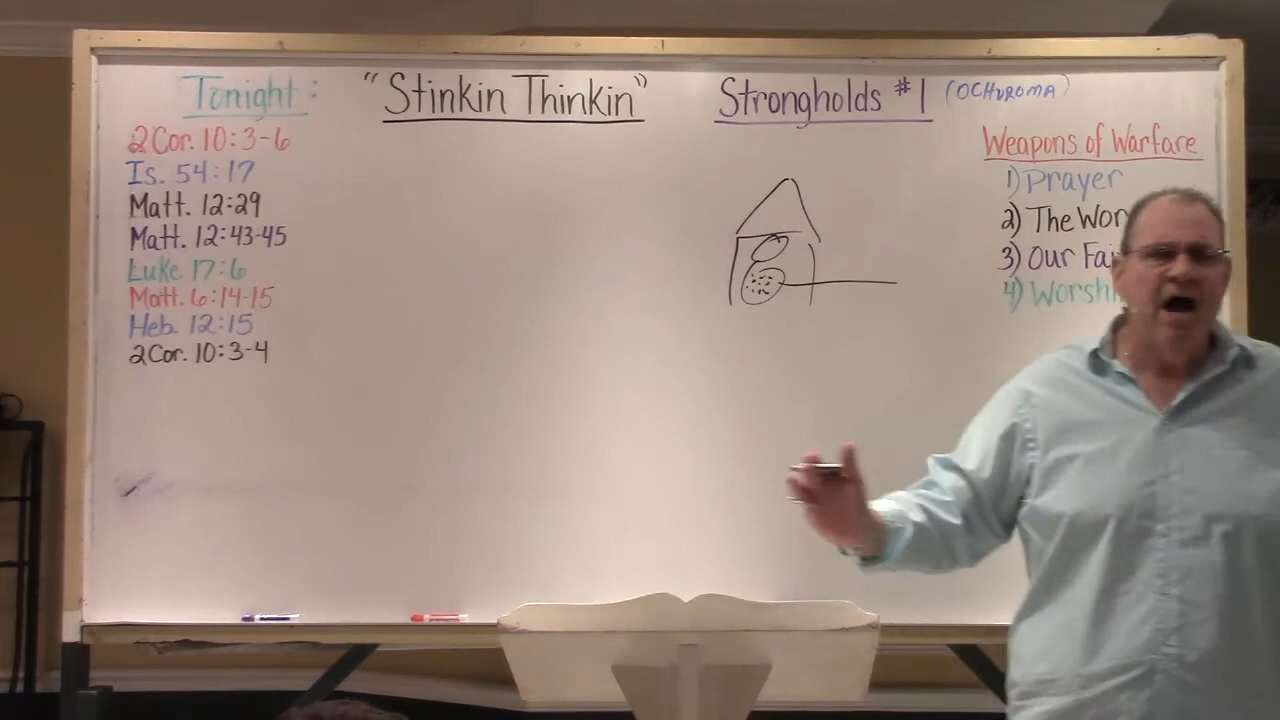 Tonight: "Stinkin Thinkin" Strongholds #1 (OCHUROMA)
2Cor. 10:3-6
Is. 54:17
Matt. 12:29
Matt. 12:43-45
Luke 17:6
Matt. 6:14-15
Heb. 12:15
2Cor. 10:3-4
Weapons of Warfare
1) Prayer
2) The
3) Our
4)